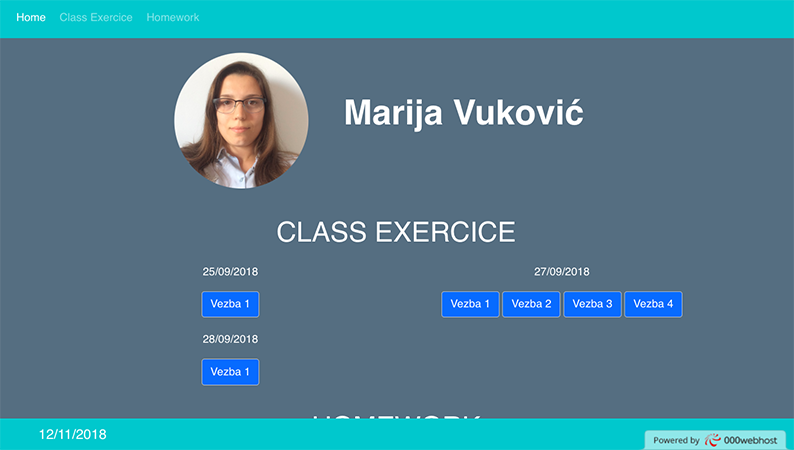 Home Class Exercice Homework
Marija Vuković
CLASS EXERCICE
25/09/2018
Vezba 1
27/09/2018
Vezba 1 Vezba 2 Vezba 3 Vezba 4
28/09/2018
Vezba 1
HOMEWORK
12/11/2018
Powered by 000webhost